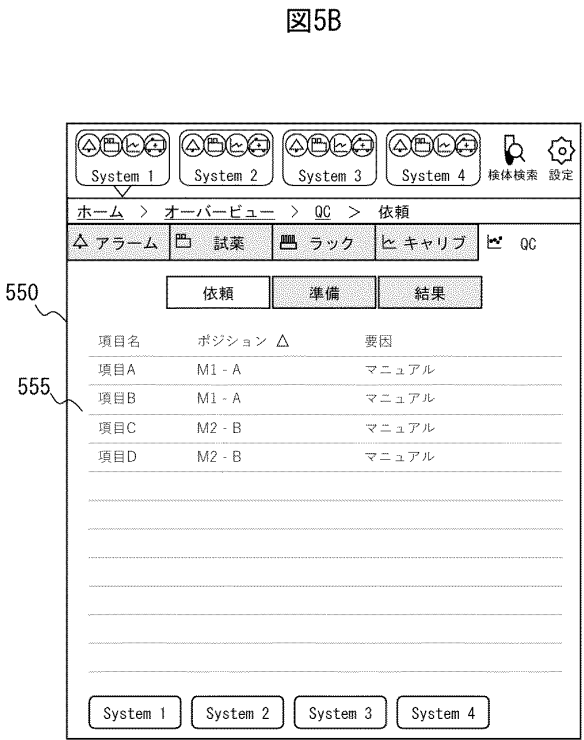 図5B
System 1 System 2 System 3 System 4 検体検索 設定
ホーム > オーバービュー > QC > 依頼
アラーム 試薬 ラック キャリブ QC
依頼 準備 結果
550
項目名 ポジション △ 要因
項目A M1 - A マニュアル
555
項目B M1 - A マニュアル
項目C M2 - B マニュアル
項目D M2 - B マニュアル
System 1 System 2 System 3 System 4